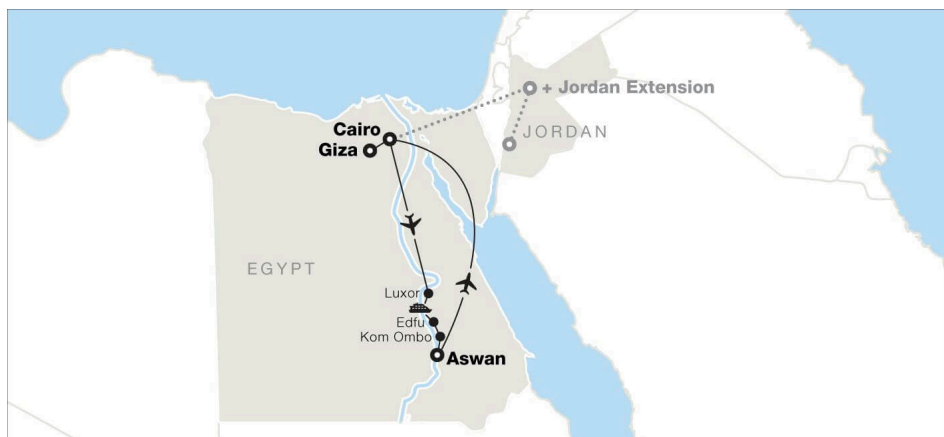 + Jordan Extension
JORDAN
Cairo
Giza
EGYPT
Luxor
Edfu
Kom Ombo
Aswan